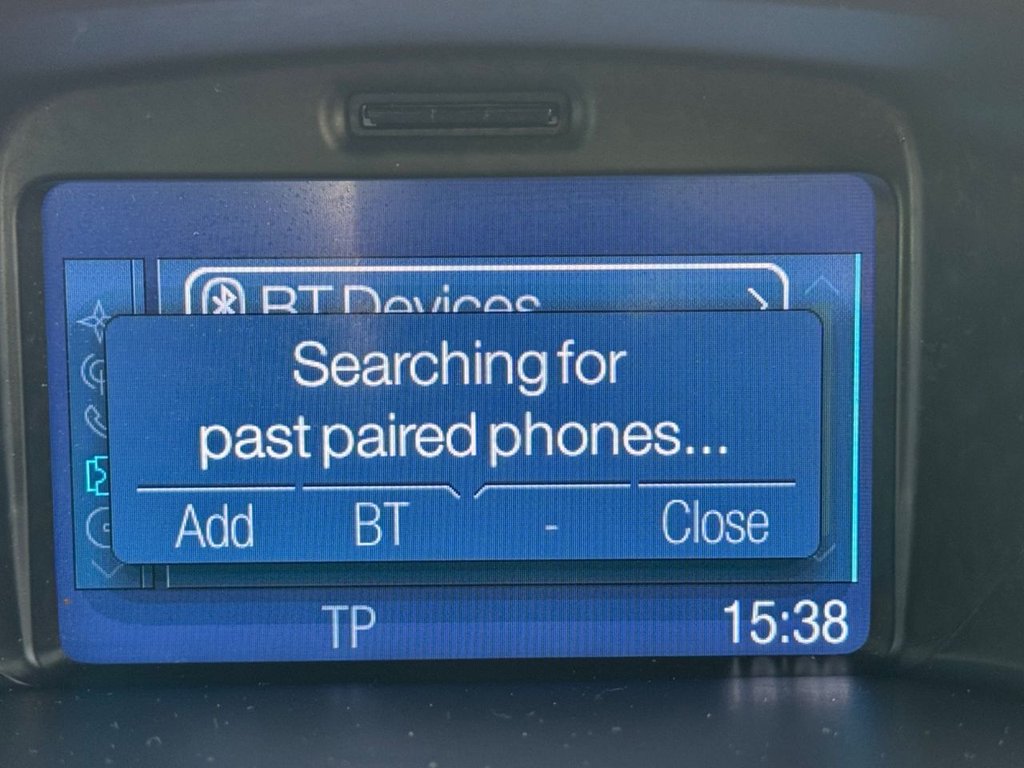 BT Devices
Searching for
past paired phones...
Add BT - Close
TP 15:38